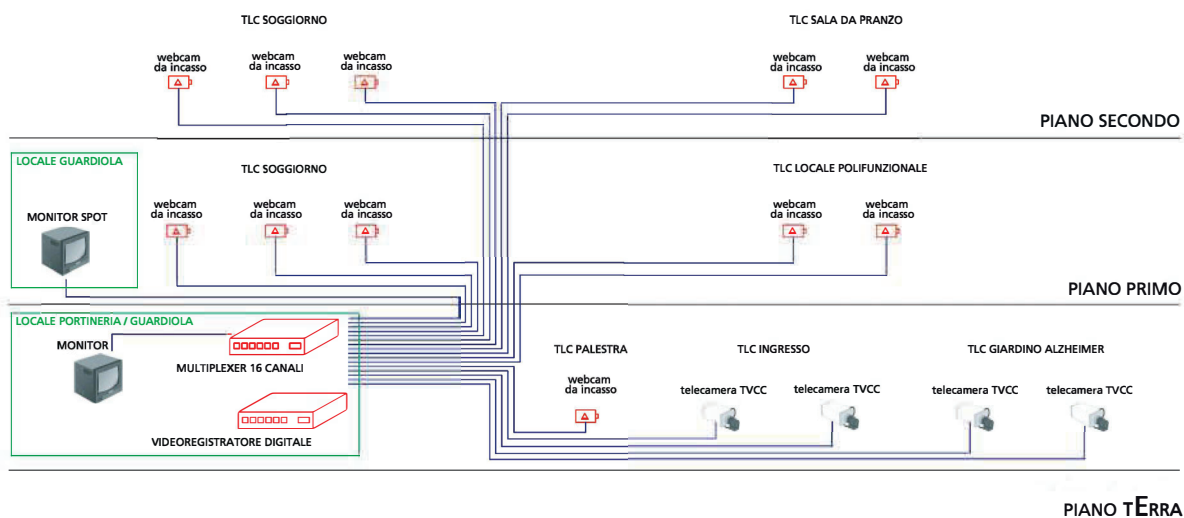 TLC SOGGIORNO
TLC SALA DA PRANZO
webcam
da incasso
webcam
da incasso
webcam
da incasso
webcam
da incasso
webcam
da incasso
PIANO SECONDO
LOCALE GUARDIOLA
TLC SOGGIORNO
TLC LOCALE POLIFUNZIONALE
MONITOR SPOT
webcam
da incasso
webcam
da incasso
webcam
da incasso
webcam
da incasso
webcam
da incasso
PIANO PRIMO
LOCALE PORTINERIA / GUARDIOLA
MONITOR
MULTIPLEXER 16 CANALI
VIDEOREGISTRATORE DIGITALE
TLC PALESTRA
TLC INGRESSO
TLC GIARDINO ALZHEIMER
webcam
da incasso
telecamera TVCC
telecamera TVCC
telecamera TVCC
telecamera TVCC
PIANO TERRA